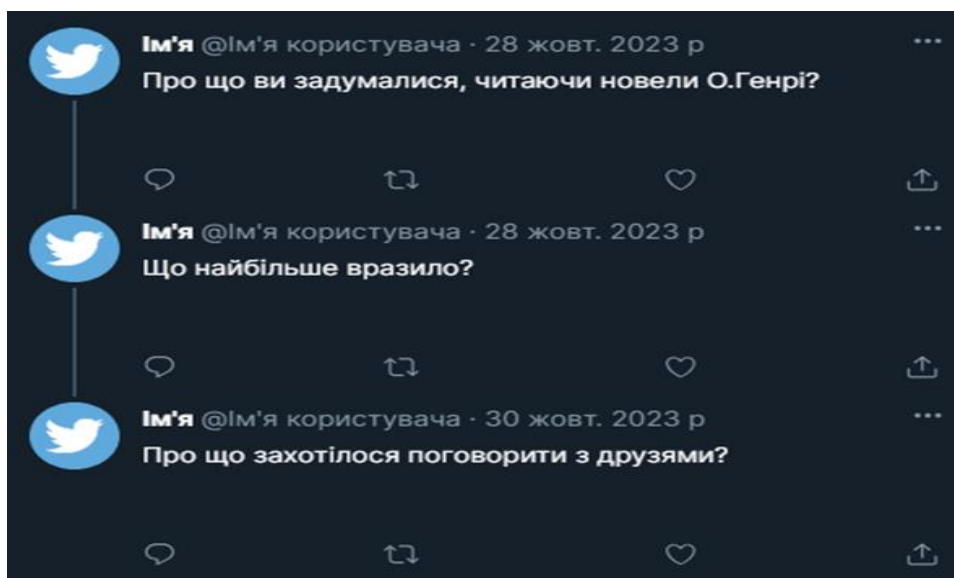 Ім'я @Ім'я користувача · 28 жовт. 2023 р
Про що ви задумалися, читаючи новели О.Генрі?
Ім'я @Ім'я користувача · 28 жовт. 2023 р
Що найбільше вразило?
Ім'я @Ім'я користувача · 30 жовт. 2023 р
Про що захотілося поговорити з друзями?